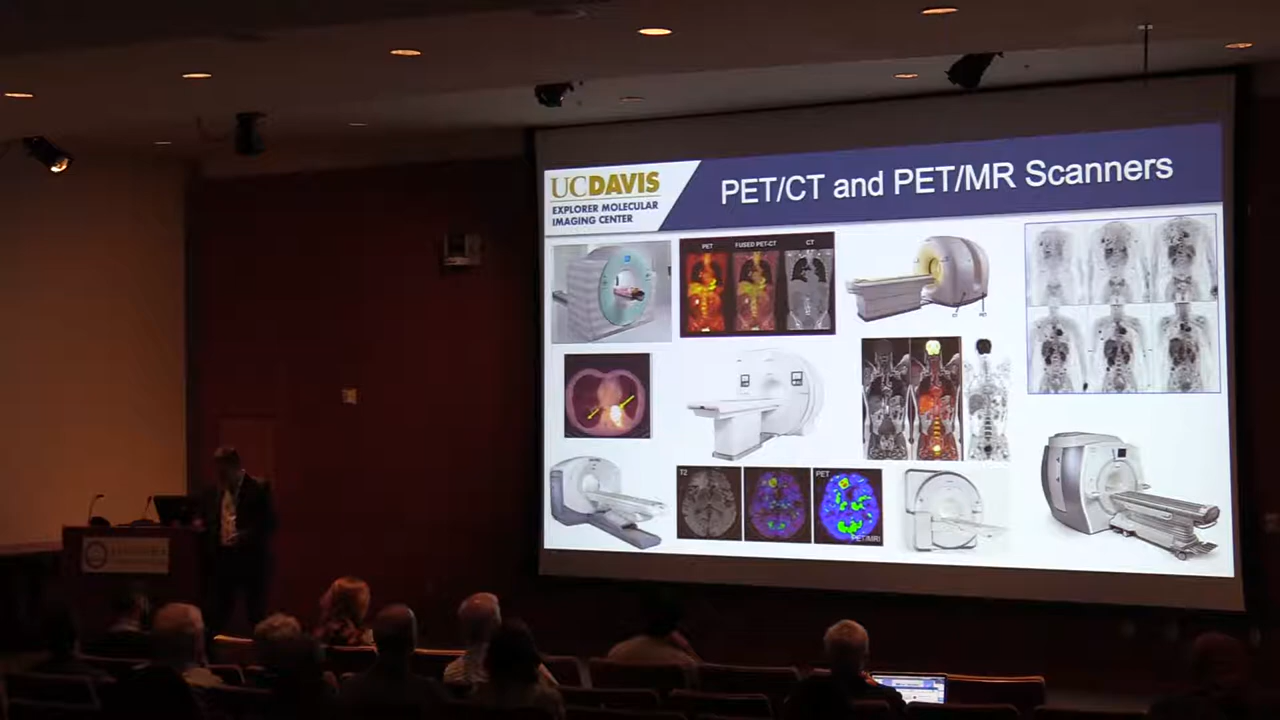 UCDAVIS
EXPLORER MOLECULAR
IMAGING CENTER
PET/CT and PET/MR Scanners
PET
FUSED PET-CT
CT
T2
PET
PET/MRI